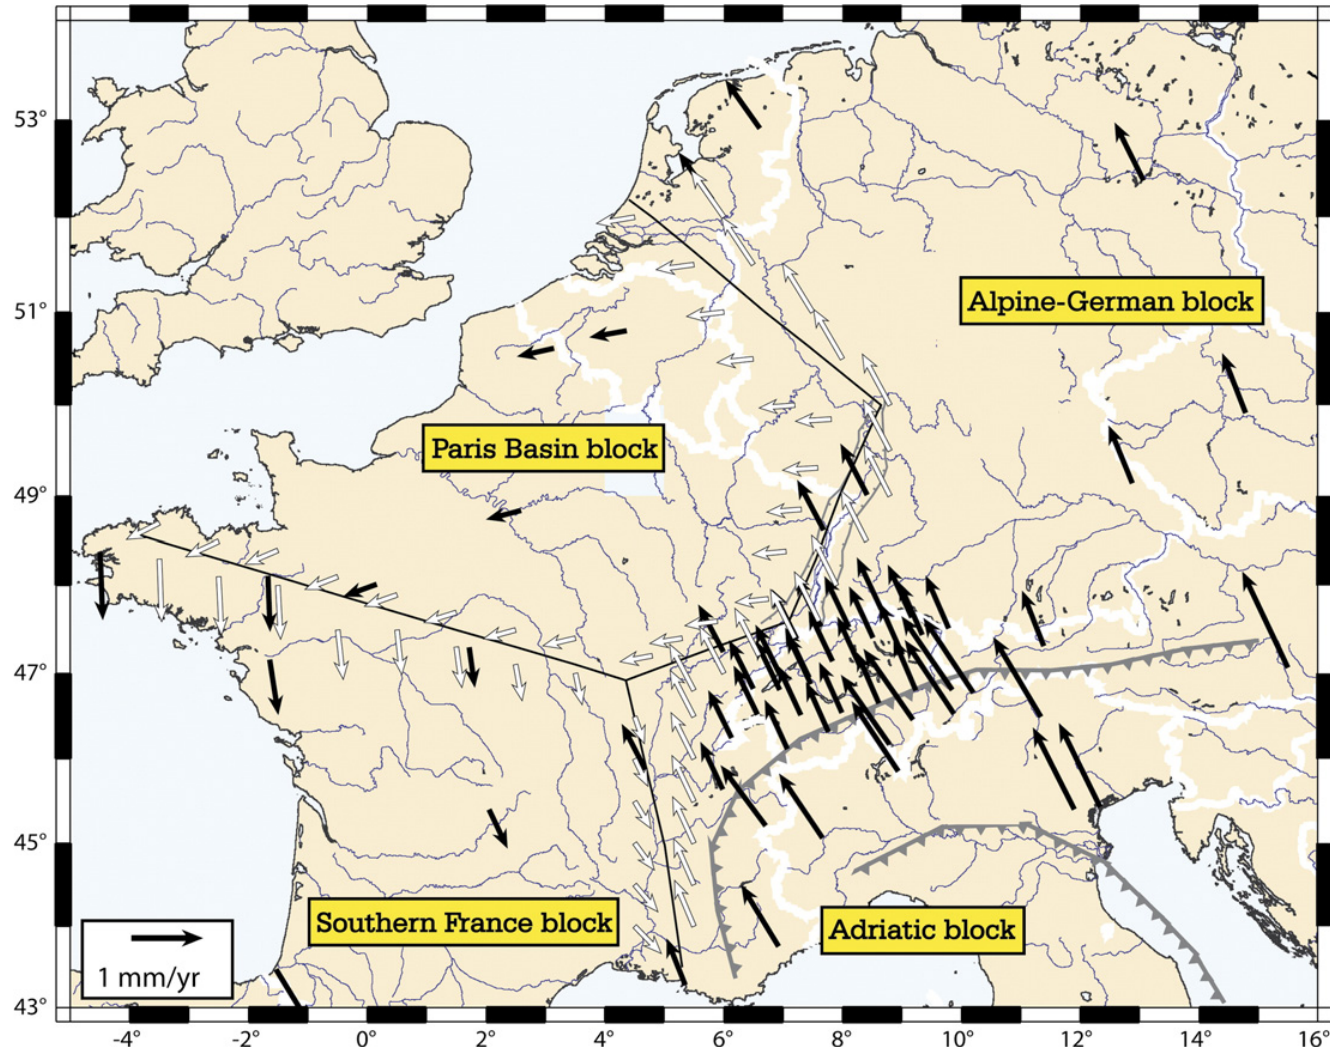 53°
51°
49°
47°
45°
43°
Alpine-German block
Paris Basin block
Southern France block
Adriatic block
1 mm/yr
-4° -2° 0° 2° 4° 6° 8° 10° 12° 14° 16°